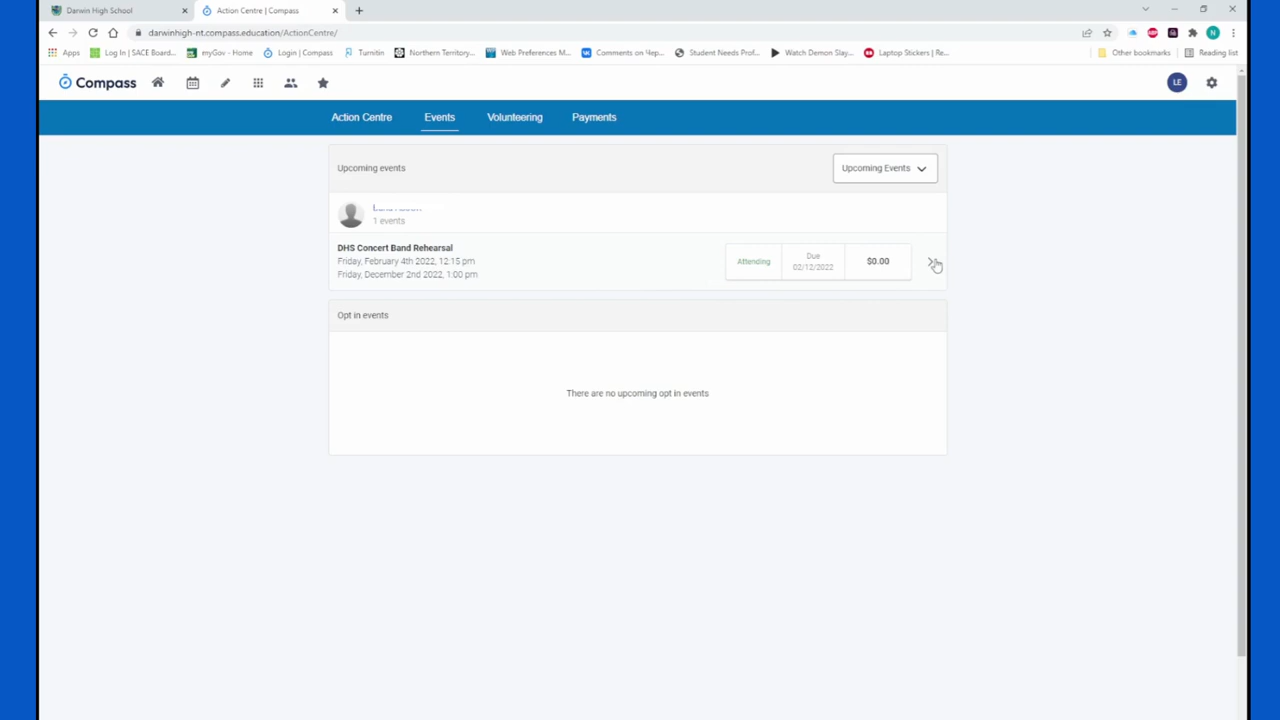 Darwin High School
Action Centre | Compass
darwinhigh-nt.compass.education/ActionCentre/
Apps
Log In | SACE Board...
myGov - Home
Login | Compass
Turnitin
Northern Territory...
Web Preferences M...
Comments on Чер...
Student Needs Prof...
Watch Demon Slay...
Laptop Stickers | Re...
Other bookmarks
Reading list
Compass
LE
Action Centre
Events
Volunteering
Payments
Upcoming events
Upcoming Events
1 events
DHS Concert Band Rehearsal
Friday, February 4th 2022, 12:15 pm
Friday, December 2nd 2022, 1:00 pm
Attending
Due
02/12/2022
$0.00
Opt in events
There are no upcoming opt in events